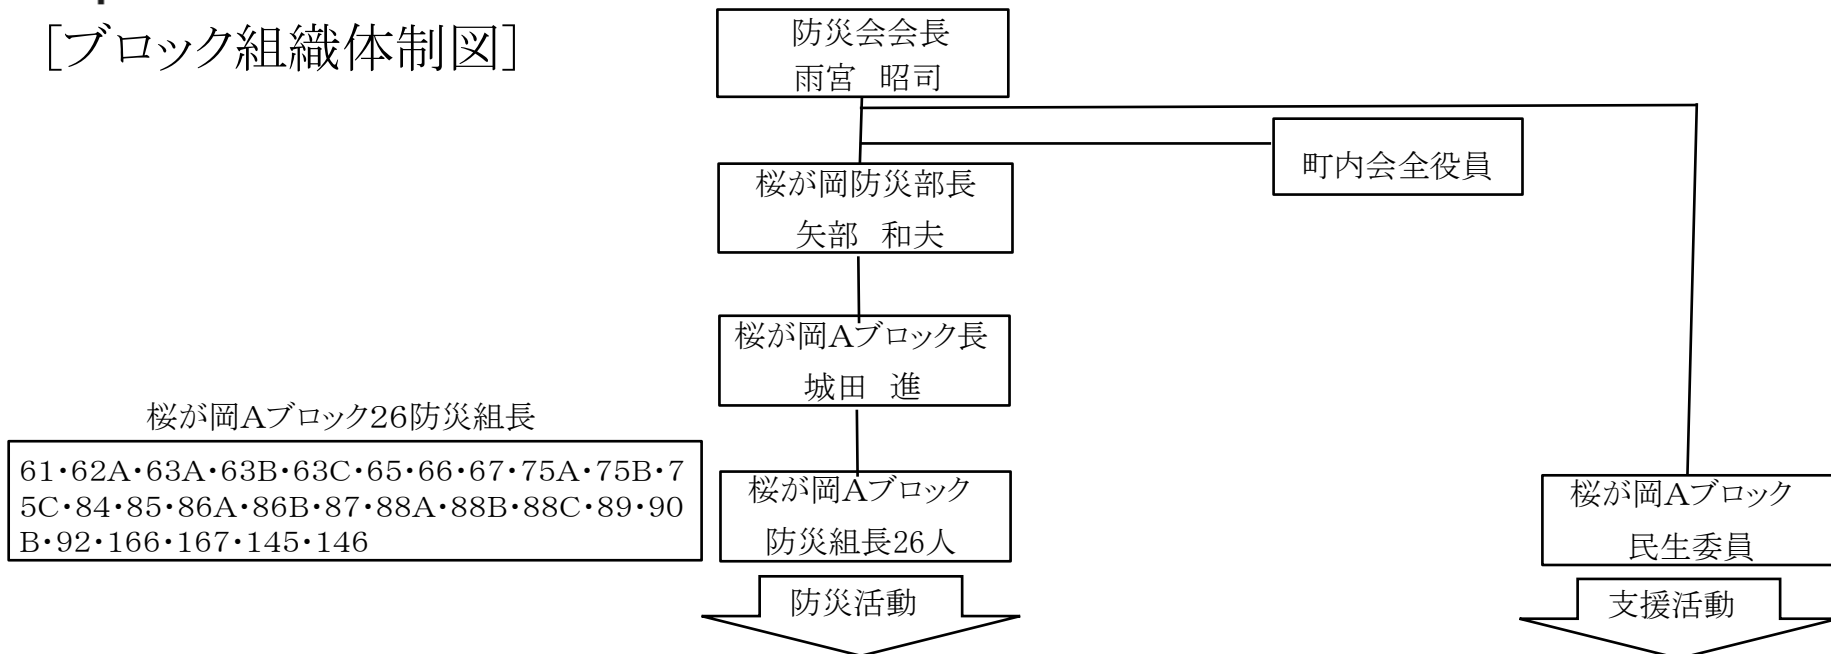 [ブロック組織体制図]
防災会会長
雨宮 昭司
町内会全役員
桜が岡防災部長
矢部 和夫
桜が岡Aブロック長
城田 進
桜が岡Aブロック26防災組長
61・62A・63A・63B・63C・65・66・67・75A・75B・7
5C・84・85・86A・86B・87・88A・88B・88C・89・90
B・92・166・167・145・146
桜が岡Aブロック
防災組長26人
桜が岡Aブロック
民生委員
防災活動
支援活動